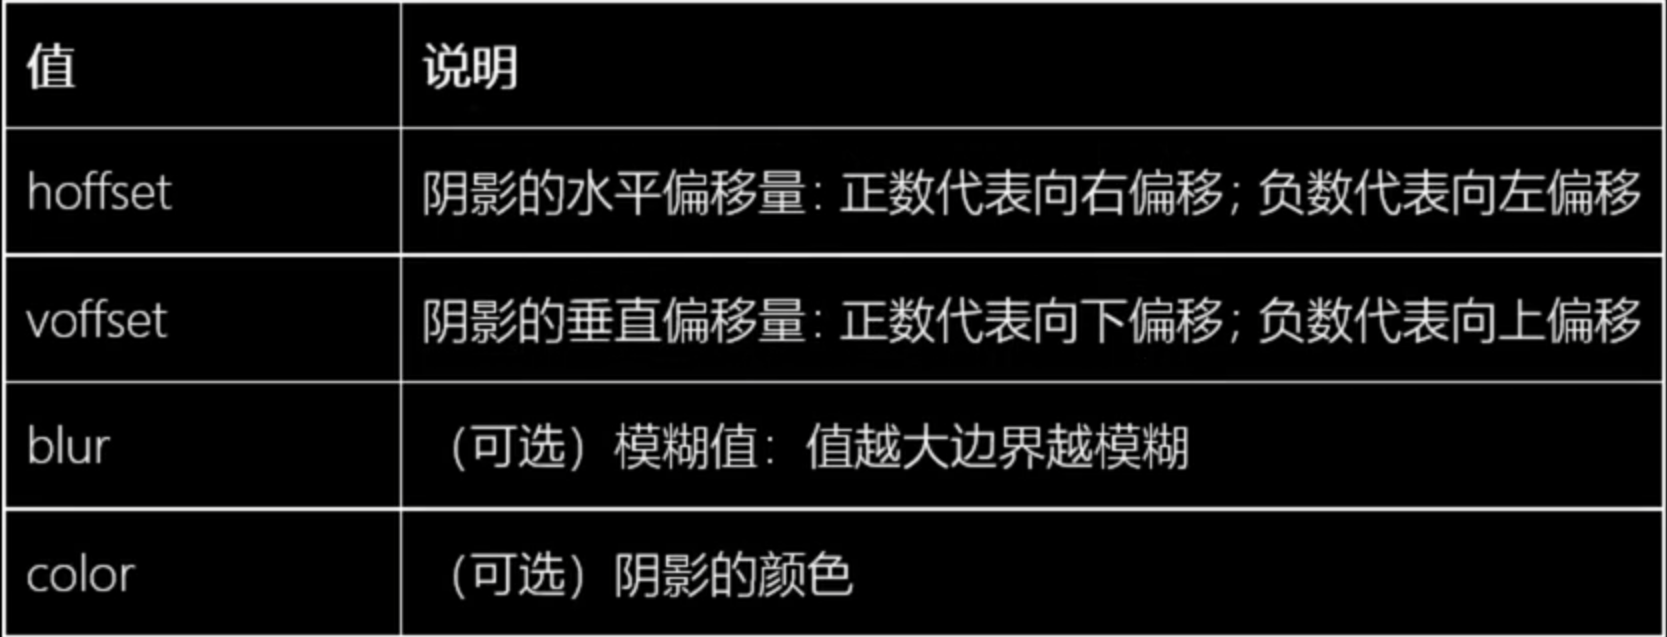 值 说明
hoffset 阴影的水平偏移量：正数代表向右偏移；负数代表向左偏移
voffset 阴影的垂直偏移量：正数代表向下偏移；负数代表向上偏移
blur （可选）模糊值：值越大边界越模糊
color （可选）阴影的颜色